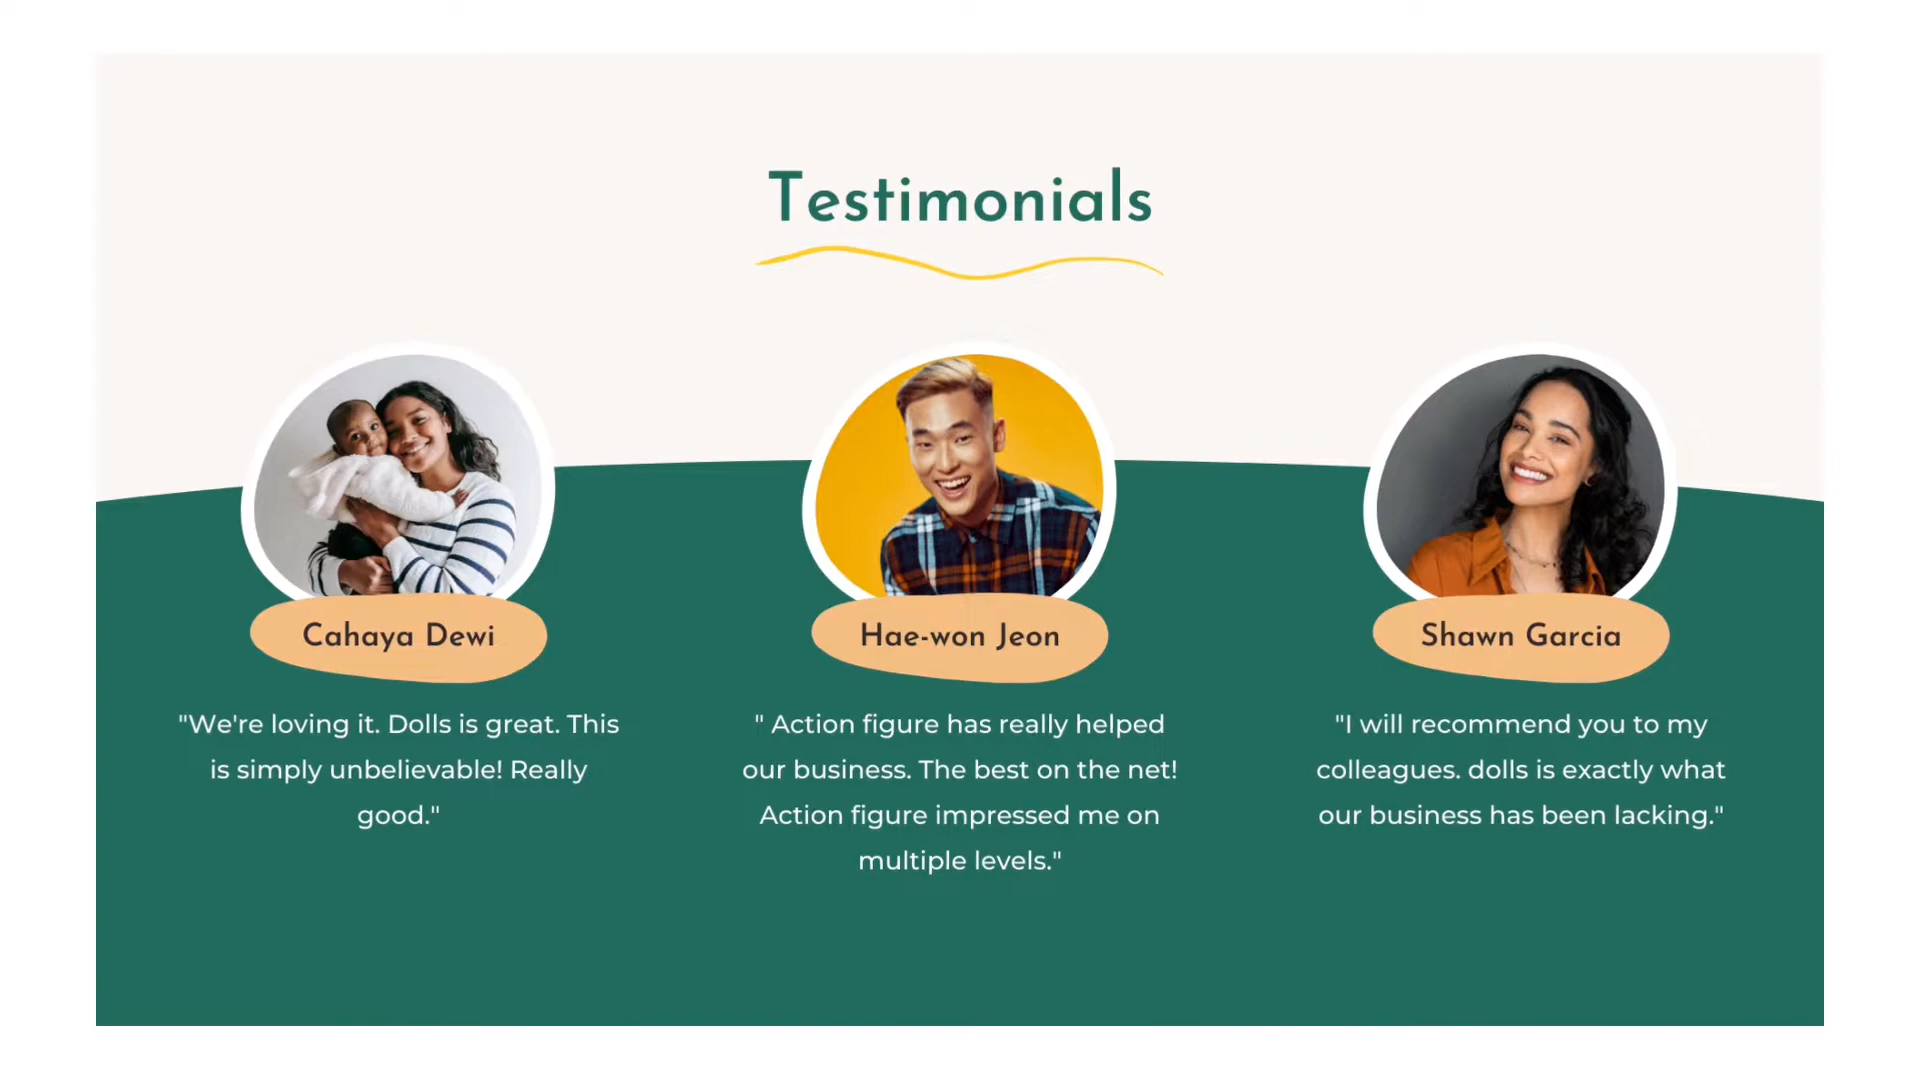 Testimonials
Cahaya Dewi
"We're loving it. Dolls is great. This
is simply unbelievable! Really
good."
Hae-won Jeon
" Action figure has really helped
our business. The best on the net!
Action figure impressed me on
multiple levels."
Shawn Garcia
"I will recommend you to my
colleagues. dolls is exactly what
our business has been lacking."